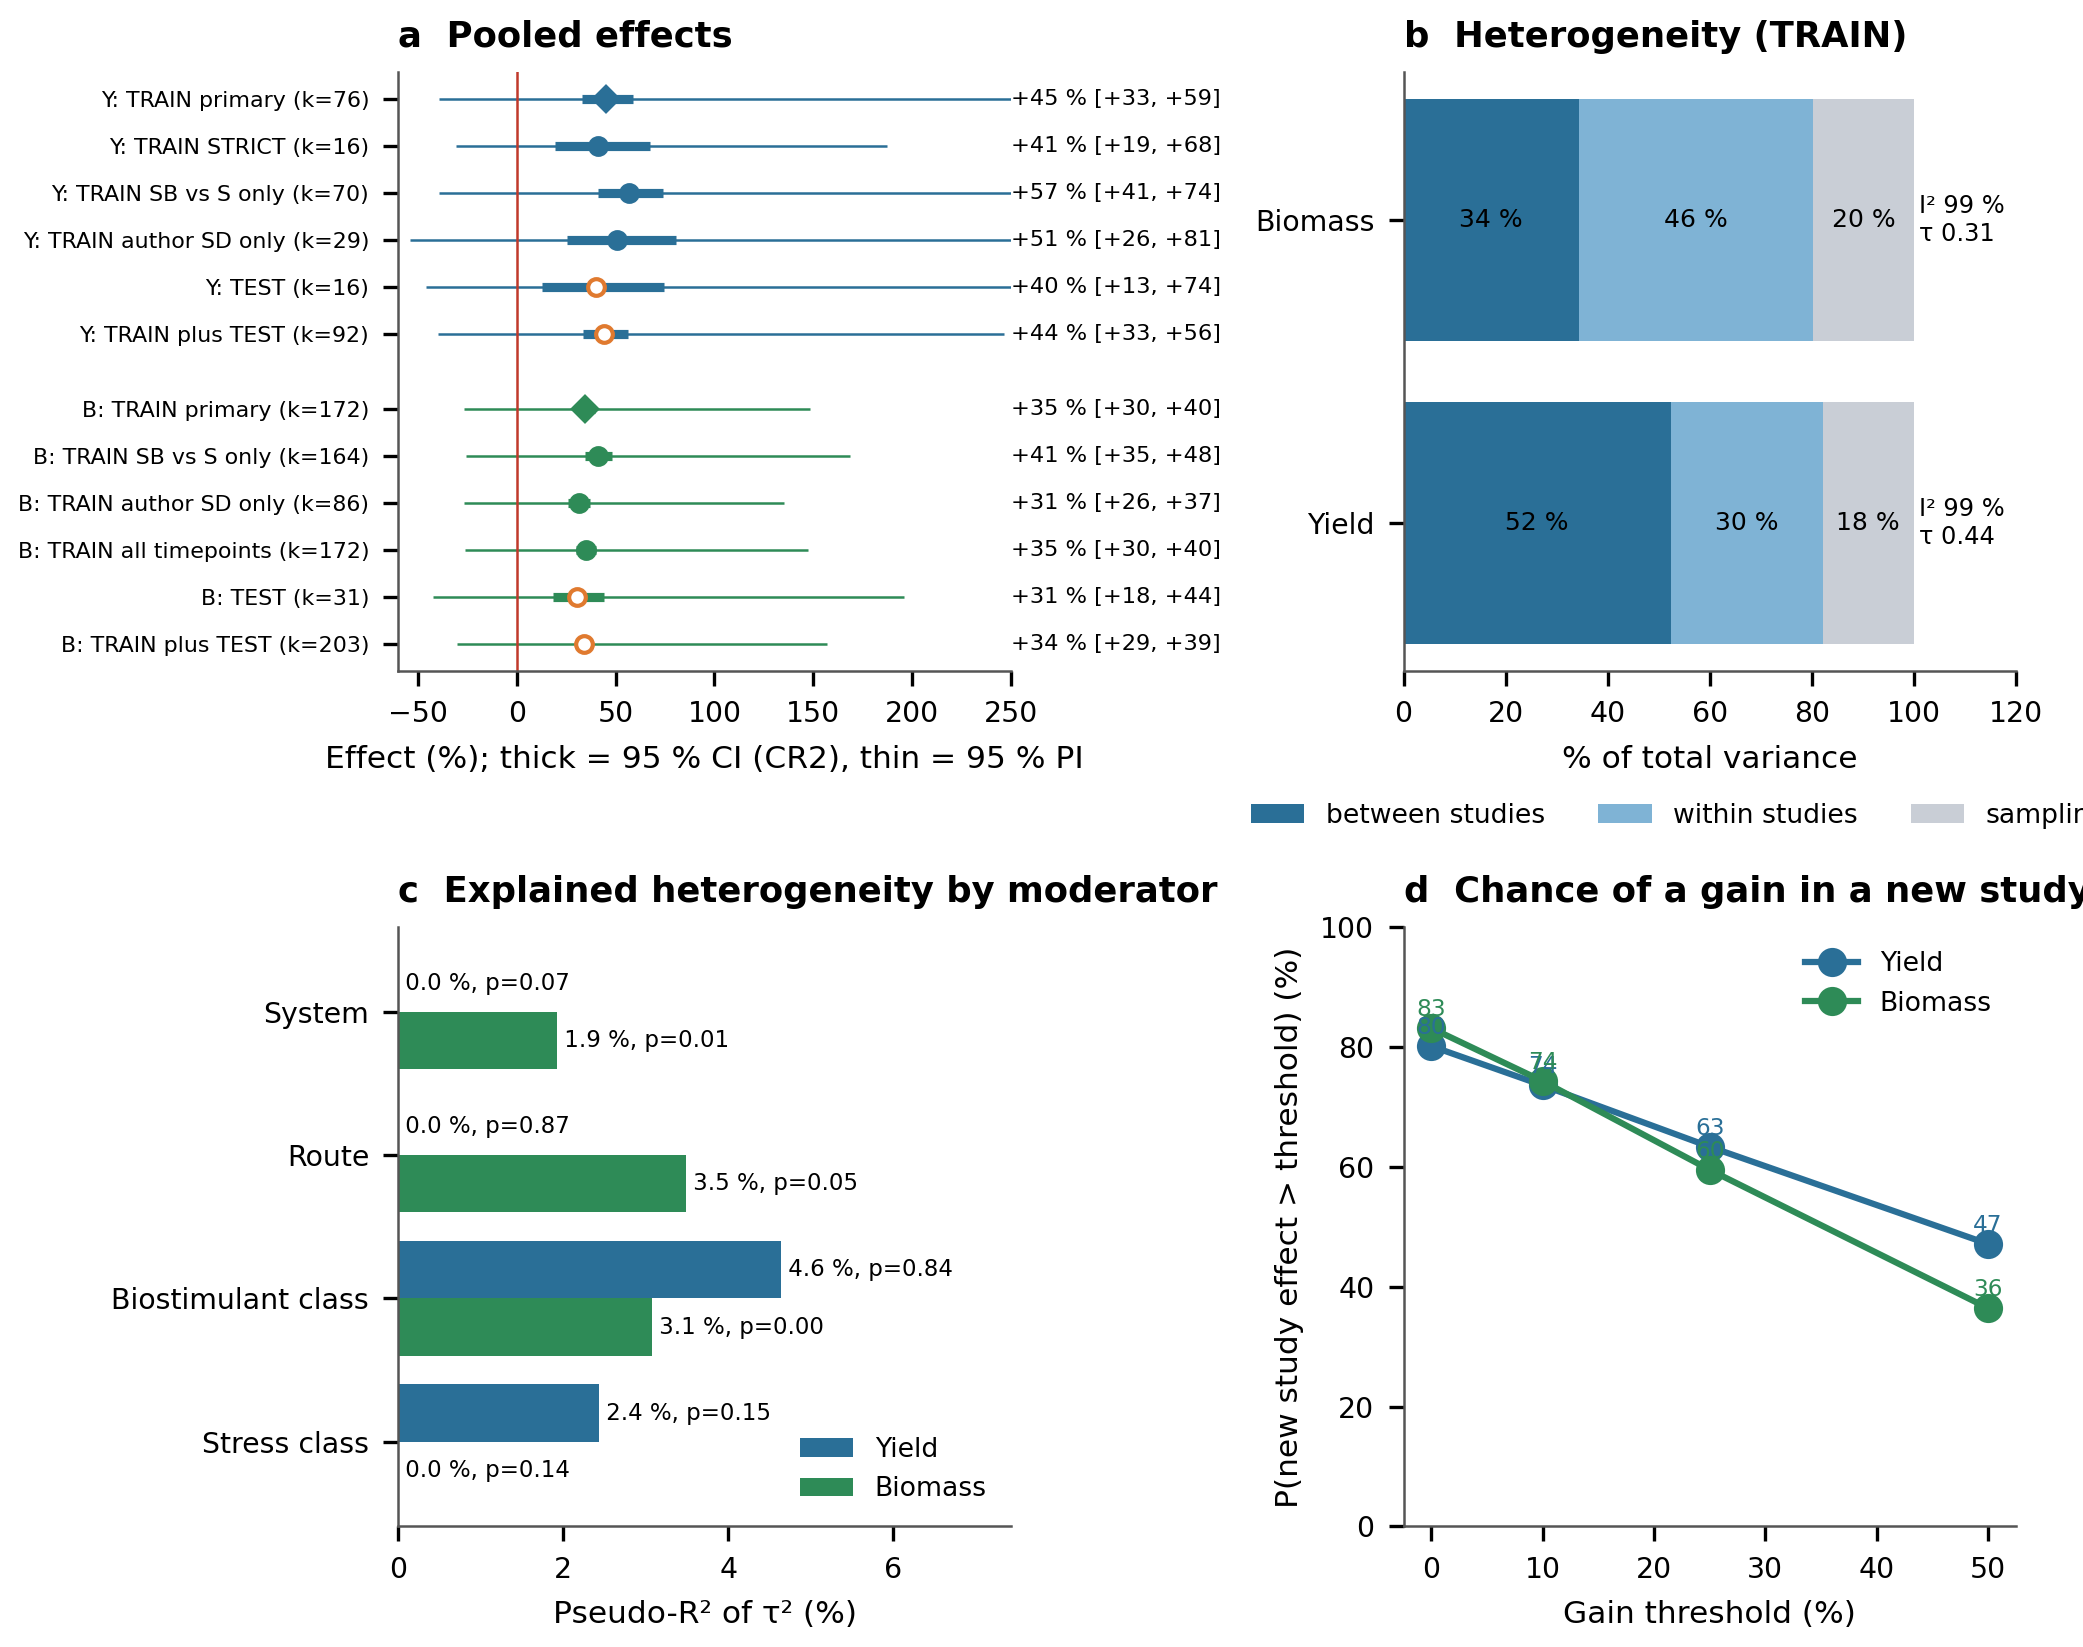 a Pooled effects
Y: TRAIN primary (k=76) +45 % [+33, +59]
Y: TRAIN STRICT (k=16) +41 % [+19, +68]
Y: TRAIN SB vs S only (k=70) +57 % [+41, +74]
Y: TRAIN author SD only (k=29) +51 % [+26, +81]
Y: TEST (k=16) +40 % [+13, +74]
Y: TRAIN plus TEST (k=92) +44 % [+33, +56]
B: TRAIN primary (k=172) +35 % [+30, +40]
B: TRAIN SB vs S only (k=164) +41 % [+35, +48]
B: TRAIN author SD only (k=86) +31 % [+26, +37]
B: TRAIN all timepoints (k=172) +35 % [+30, +40]
B: TEST (k=31) +31 % [+18, +44]
B: TRAIN plus TEST (k=203) +34 % [+29, +39]
−50 0 50 100 150 200 250
Effect (%); thick = 95 % CI (CR2), thin = 95 % PI
b Heterogeneity (TRAIN)
Biomass 34 % 46 % 20 %
I² 99 %
τ 0.31
Yield 52 % 30 % 18 %
I² 99 %
τ 0.44
0 20 40 60 80 100 120
% of total variance
between studies within studies samplin
c Explained heterogeneity by moderator
System
0.0 %, p=0.07
1.9 %, p=0.01
Route
0.0 %, p=0.87
3.5 %, p=0.05
Biostimulant class
4.6 %, p=0.84
3.1 %, p=0.00
Stress class
2.4 %, p=0.15
0.0 %, p=0.14
Yield
Biomass
0 2 4 6
Pseudo-R² of τ² (%)
d Chance of a gain in a new study
P(new study effect > threshold) (%)
100
80
60
40
20
0
Yield
Biomass
83
80
74
74
63
60
47
36
0 10 20 30 40 50
Gain threshold (%)